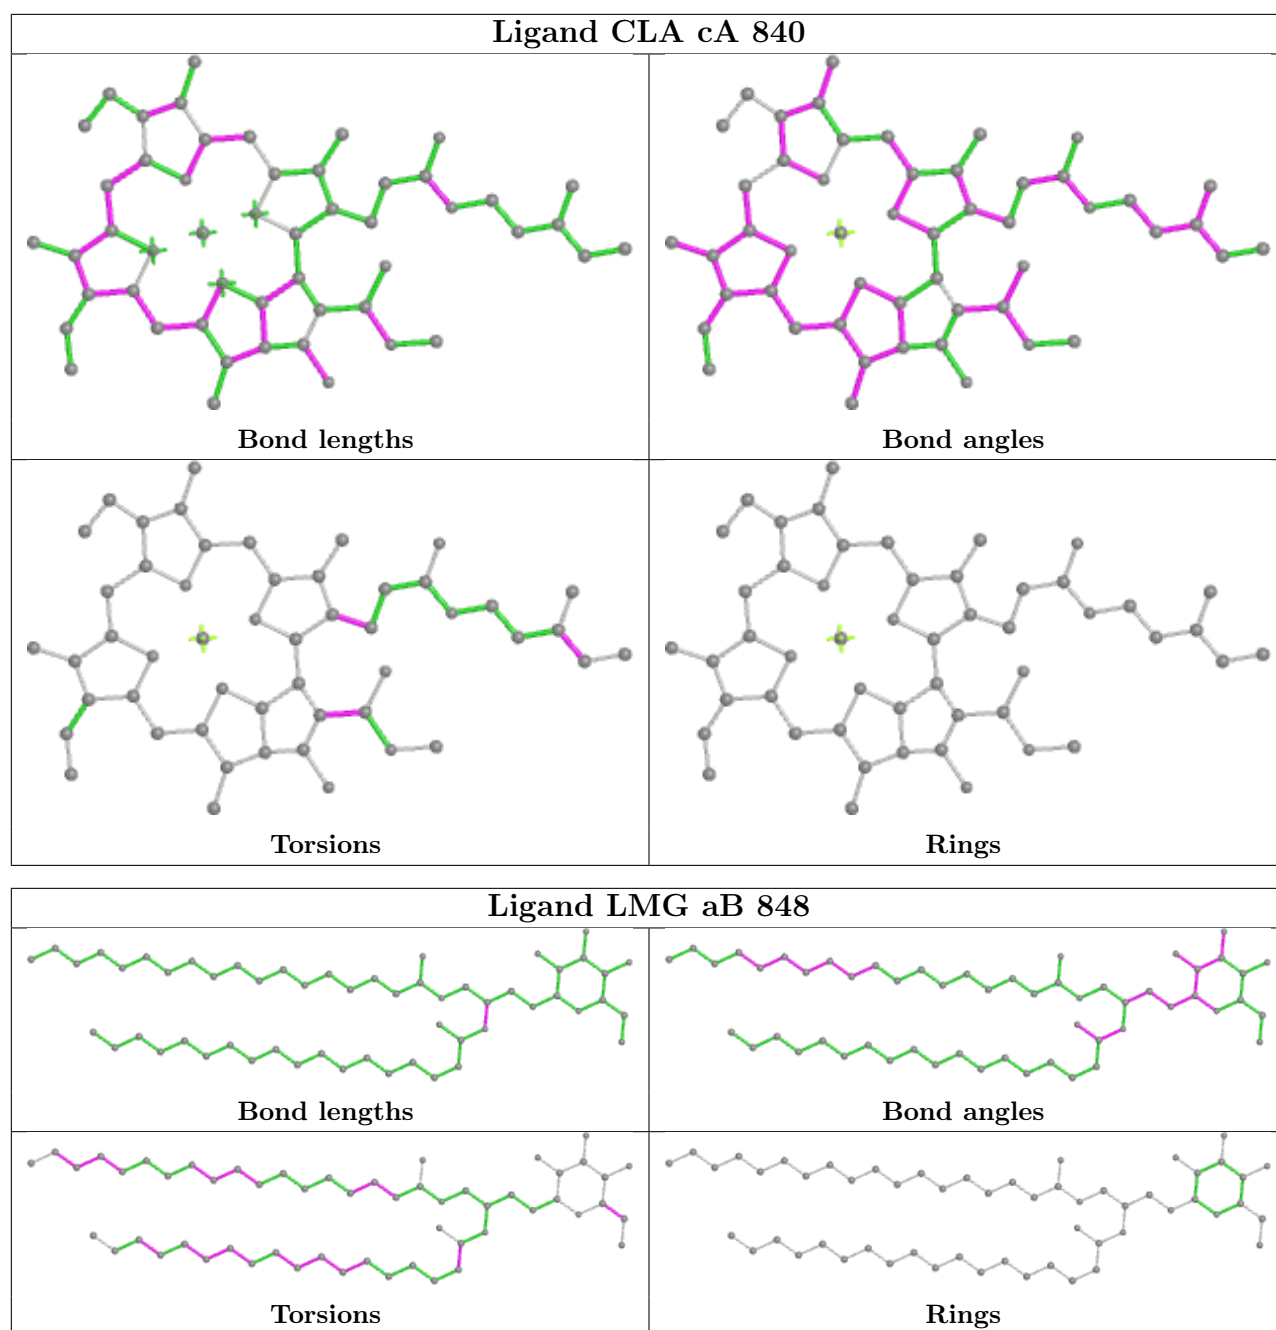 Ligand CLA cA 840
Bond lengths
Bond angles
Torsions
Rings
Ligand LMG aB 848
Bond lengths
Bond angles
Torsions
Rings